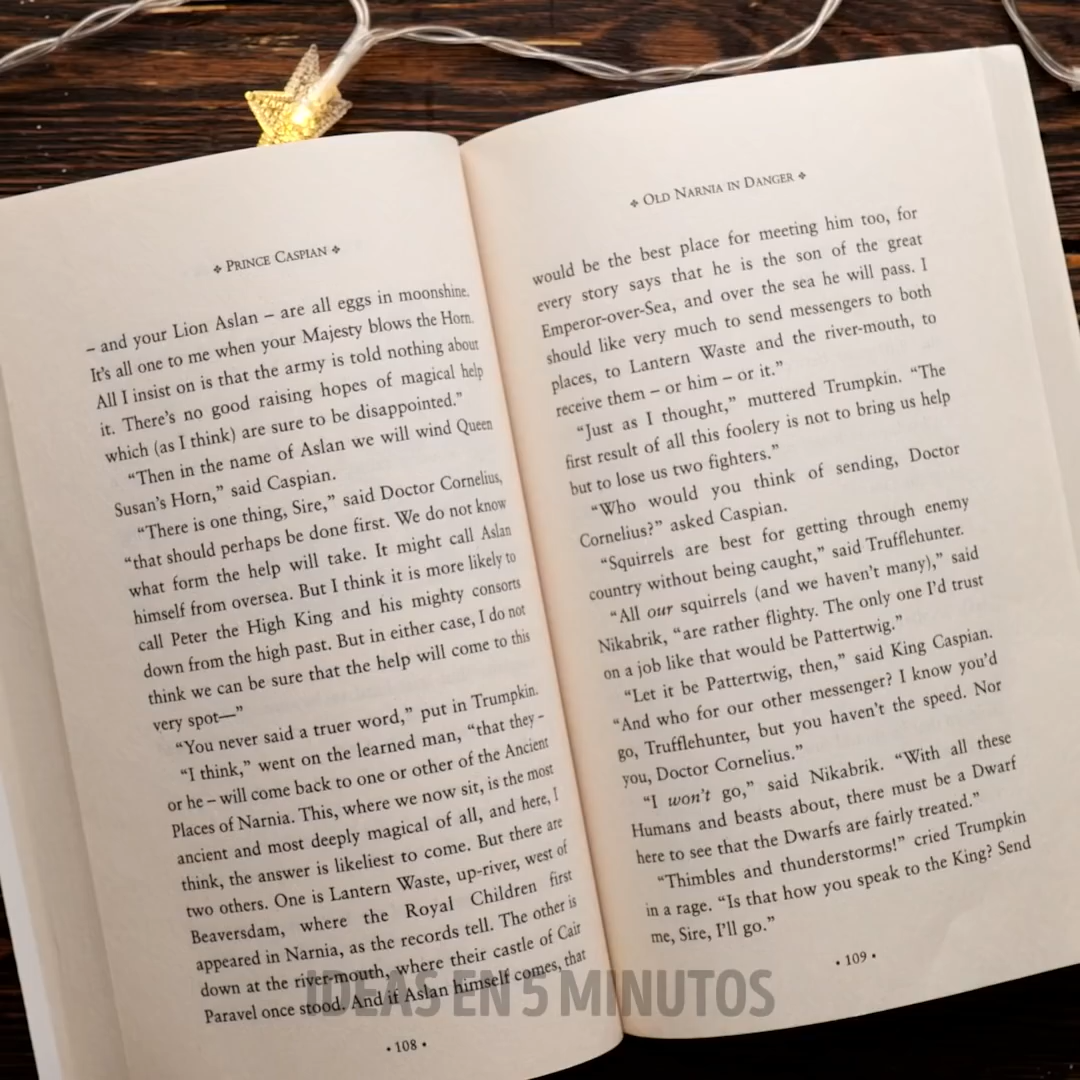 ❖ PRINCE CASPIAN ❖
– and your Lion Aslan – are all eggs in moonshine.
It’s all one to me when your Majesty blows the Horn.
All I insist on is that the army is told nothing about
it. There’s no good raising hopes of magical help
which (as I think) are sure to be disappointed.”
“Then in the name of Aslan we will wind Queen
Susan’s Horn,” said Caspian.
“There is one thing, Sire,” said Doctor Cornelius,
“that should perhaps be done first. We do not know
what form the help will take. It might call Aslan
himself from oversea. But I think it is more likely to
call Peter the High King and his mighty consorts
down from the high past. But in either case, I do not
think we can be sure that the help will come to this
very spot—”
“You never said a truer word,” put in Trumpkin.
“I think,” went on the learned man, “that they –
or he – will come back to one or other of the Ancient
Places of Narnia. This, where we now sit, is the most
ancient and most deeply magical of all, and here, I
think, the answer is likeliest to come. But there are
two others. One is Lantern Waste, up-river, west of
Beaversdam, where the Royal Children first
appeared in Narnia, as the records tell. The other is
down at the river-mouth, where their castle of Cair
Paravel once stood. And if Aslan himself comes, that
• 108 •
❖ OLD NARNIA IN DANGER ❖
would be the best place for meeting him too, for
every story says that he is the son of the great
Emperor-over-Sea, and over the sea he will pass. I
should like very much to send messengers to both
places, to Lantern Waste and the river-mouth, to
receive them – or him – or it.”
“Just as I thought,” muttered Trumpkin. “The
first result of all this foolery is not to bring us help
but to lose us two fighters.”
“Who would you think of sending, Doctor
Cornelius?” asked Caspian.
“Squirrels are best for getting through enemy
country without being caught,” said Trufflehunter.
“All our squirrels (and we haven’t many),” said
Nikabrik, “are rather flighty. The only one I’d trust
on a job like that would be Pattertwig.”
“Let it be Pattertwig, then,” said King Caspian.
“And who for our other messenger? I know you’d
go, Trufflehunter, but you haven’t the speed. Nor
you, Doctor Cornelius.”
“I won’t go,” said Nikabrik. “With all these
Humans and beasts about, there must be a Dwarf
here to see that the Dwarfs are fairly treated.”
“Thimbles and thunderstorms!” cried Trumpkin
in a rage. “Is that how you speak to the King? Send
me, Sire, I’ll go.”
• 109 •
IDEAS EN 5 MINUTOS